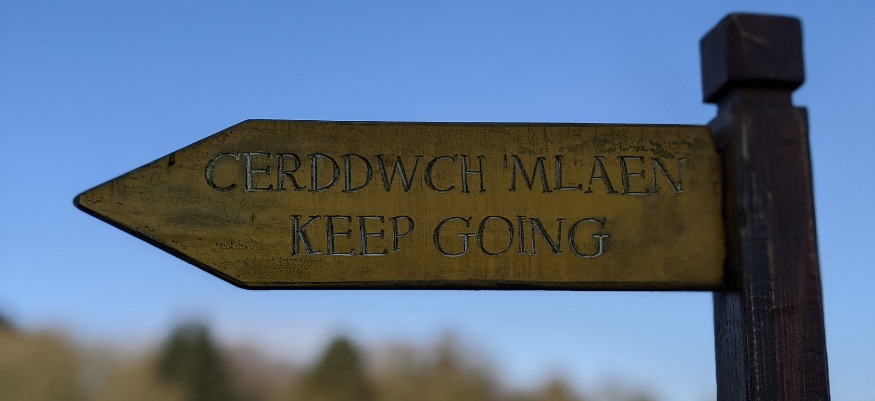 CERDDWCH 'MLAEN
KEEP GOING